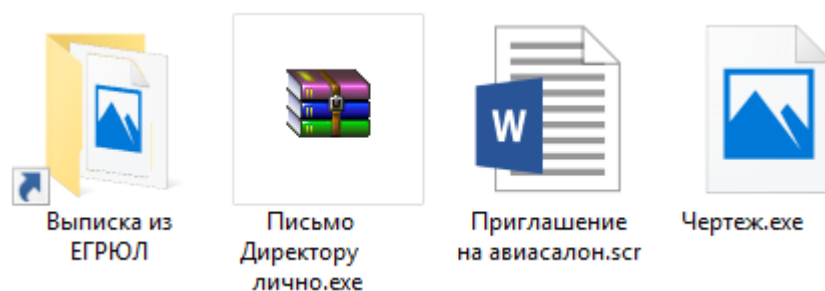 Выписка из
ЕГРЮЛ
Письмо
Директору
лично.exe
W
Приглашение
на авиасалон.scr
Чертеж.exe